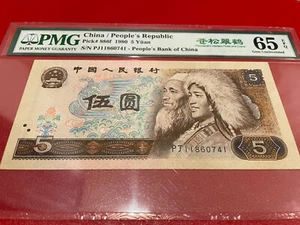 PMG
PAPER MONEY GUARANTY
China / People's Republic
Pick# 886f 1980 5 Yüan
S/N PJ11860741 - People's Bank of China
苍松翠鹤
65 EPQ
Gem Uncirculated
中国人民银行
伍圆
PJ11860741
5
5